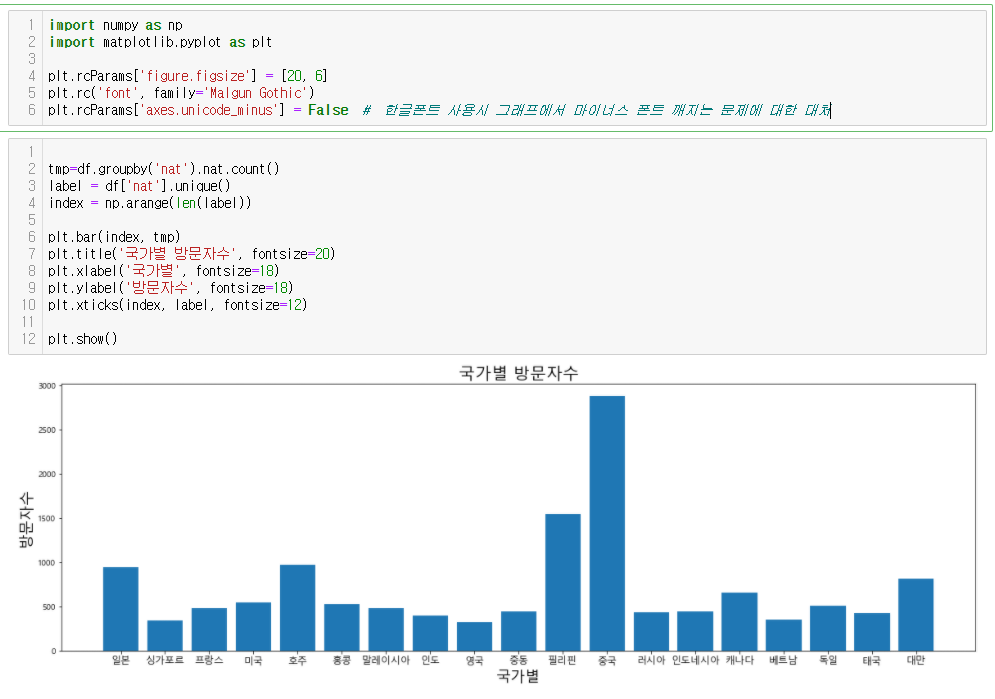 1 import numpy as np
2 import matplotlib.pyplot as plt
3
4 plt.rcParams['figure.figsize'] = [20, 6]
5 plt.rc('font', family='Malgun Gothic')
6 plt.rcParams['axes.unicode_minus'] = False # 한글폰트 사용시 그래프에서 마이너스 폰트 깨지는 문제에 대한 대처
1
2 tmp=df.groupby('nat').nat.count()
3 label = df['nat'].unique()
4 index = np.arange(len(label))
5
6 plt.bar(index, tmp)
7 plt.title('국가별 방문자수', fontsize=20)
8 plt.xlabel('국가별', fontsize=18)
9 plt.ylabel('방문자수', fontsize=18)
10 plt.xticks(index, label, fontsize=12)
11
12 plt.show()
국가별 방문자수
방문자수
3000
2500
2000
1500
1000
500
0
일본 싱가포르 프랑스 미국 호주 홍콩 말레이시아 인도 영국 중동 필리핀 중국 러시아 인도네시아 캐나다 베트남 독일 태국 대만
국가별